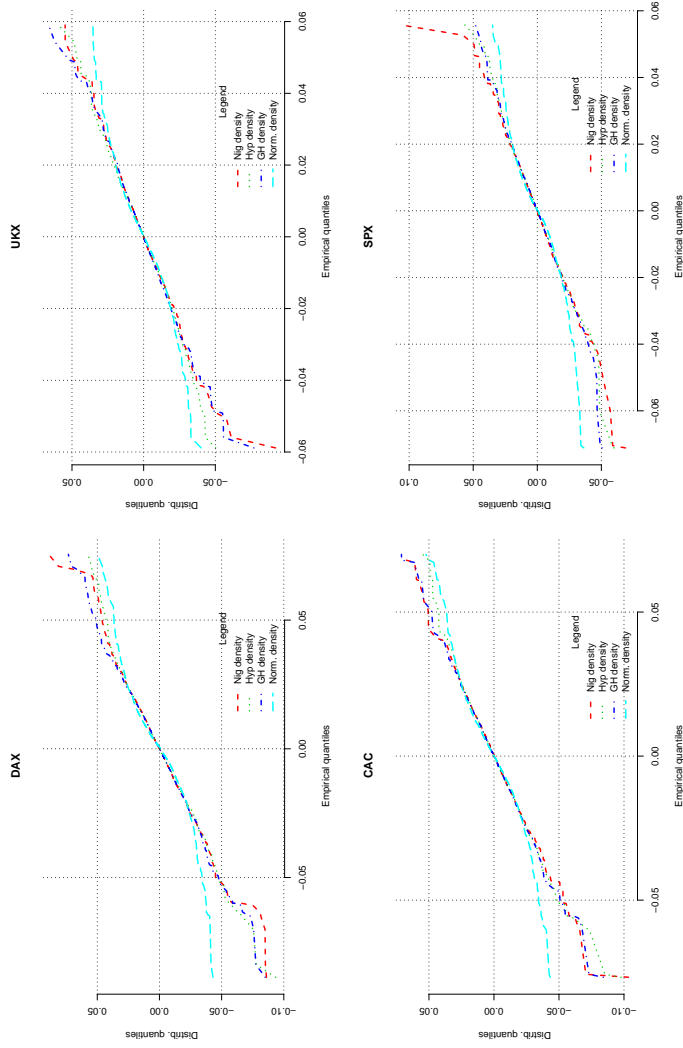 DAX
Distrib. quantiles
0.05
0.00
−0.05
−0.10
Legend
Nig density
Hyp density
GH density
Norm. density
−0.05 0.00 0.05
Empirical quantiles
UKX
Distrib. quantiles
0.05
0.00
−0.05
Legend
Nig density
Hyp density
GH density
Norm. density
−0.06 −0.04 −0.02 0.00 0.02 0.04 0.06
Empirical quantiles
CAC
Distrib. quantiles
0.05
0.00
−0.05
−0.10
Legend
Nig density
Hyp density
GH density
Norm. density
−0.05 0.00 0.05
Empirical quantiles
SPX
Distrib. quantiles
0.10
0.05
0.00
−0.05
Legend
Nig density
Hyp density
GH density
Norm. density
−0.06 −0.04 −0.02 0.00 0.02 0.04 0.06
Empirical quantiles